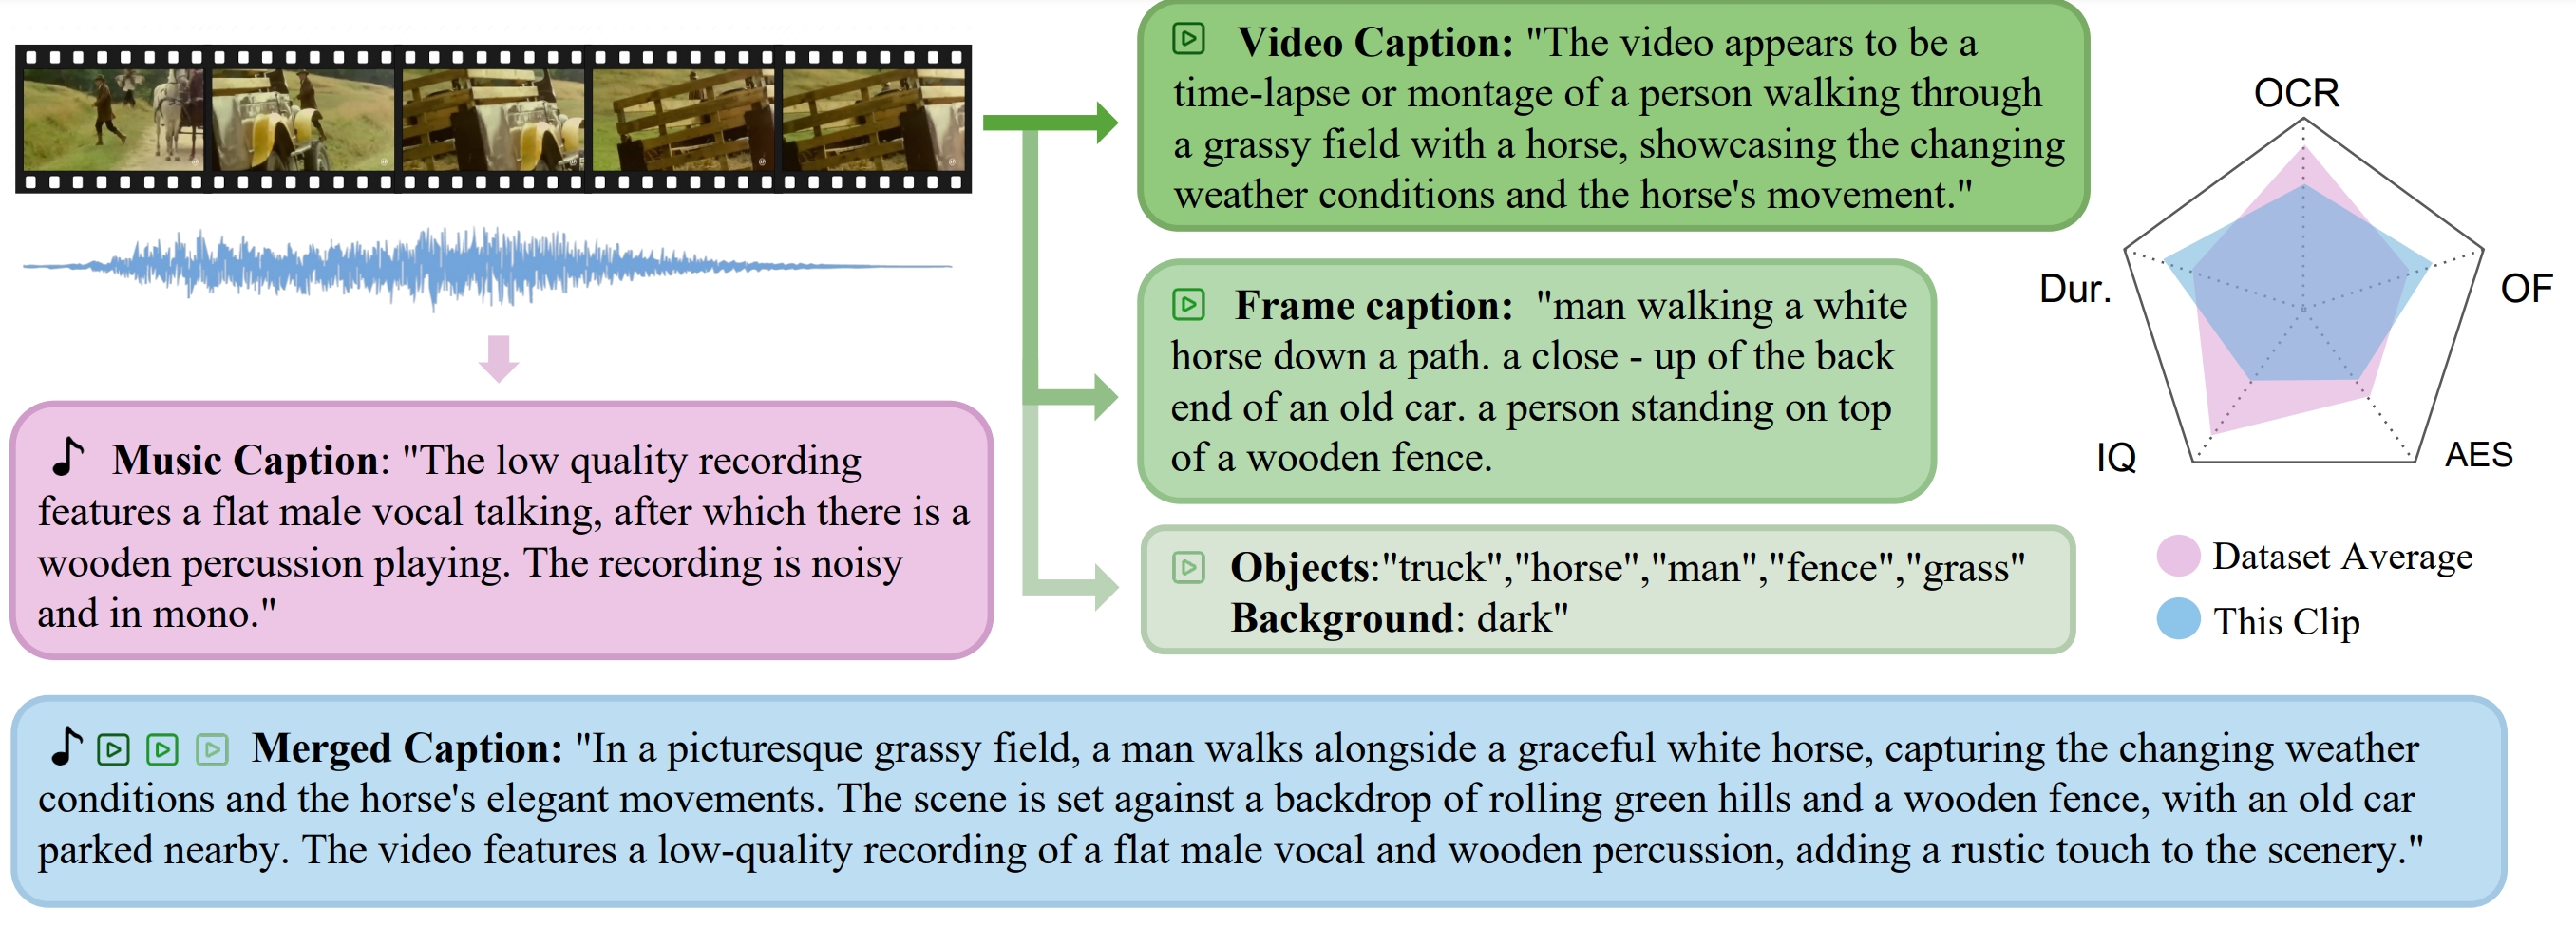 Video Caption: "The video appears to be a
time-lapse or montage of a person walking through
a grassy field with a horse, showcasing the changing
weather conditions and the horse's movement."
Frame caption: "man walking a white
horse down a path. a close - up of the back
end of an old car. a person standing on top
of a wooden fence.
Objects:"truck","horse","man","fence","grass"
Background: dark"
Music Caption: "The low quality recording
features a flat male vocal talking, after which there is a
wooden percussion playing. The recording is noisy
and in mono."
OCR
Dur.
OF
IQ
AES
Dataset Average
This Clip
Merged Caption: "In a picturesque grassy field, a man walks alongside a graceful white horse, capturing the changing weather
conditions and the horse's elegant movements. The scene is set against a backdrop of rolling green hills and a wooden fence, with an old car
parked nearby. The video features a low-quality recording of a flat male vocal and wooden percussion, adding a rustic touch to the scenery."